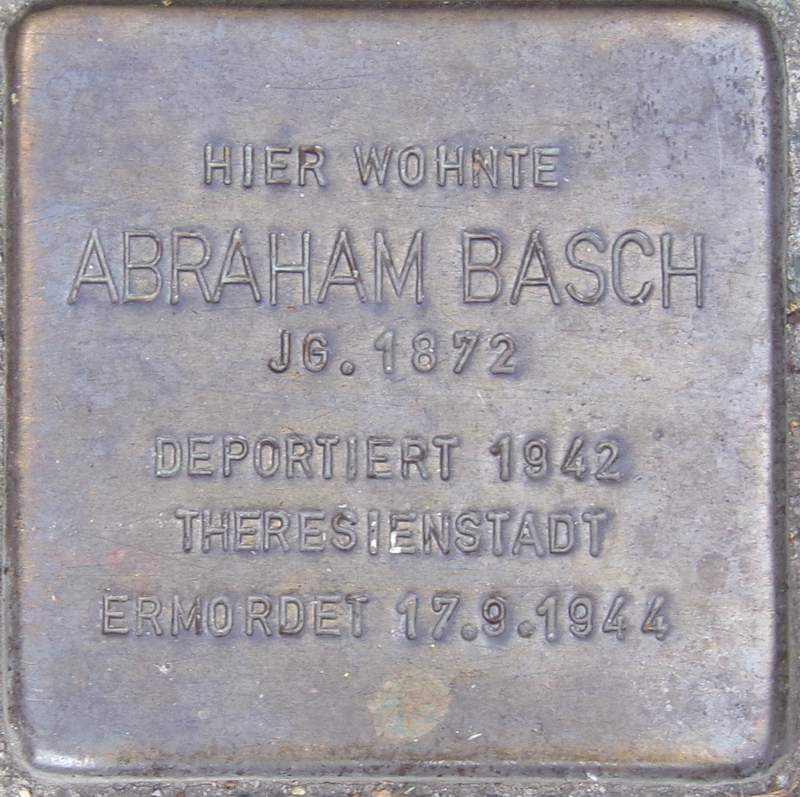 HIER WOHNTE
ABRAHAM BASCH
JG. 1872
DEPORTIERT 1942
THERESIENSTADT
ERMORDET 17.9.1944